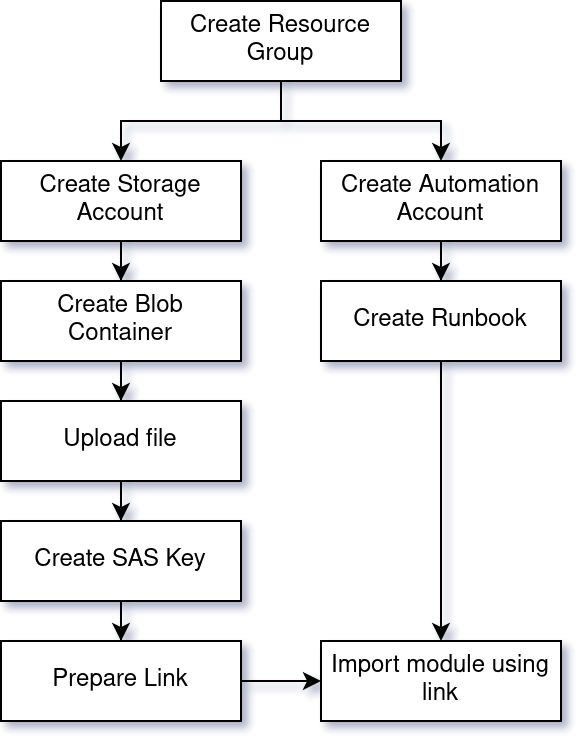 Create Resource
Group
Create Storage
Account
Create Automation
Account
Create Blob
Container
Create Runbook
Upload file
Create SAS Key
Prepare Link
Import module using
link